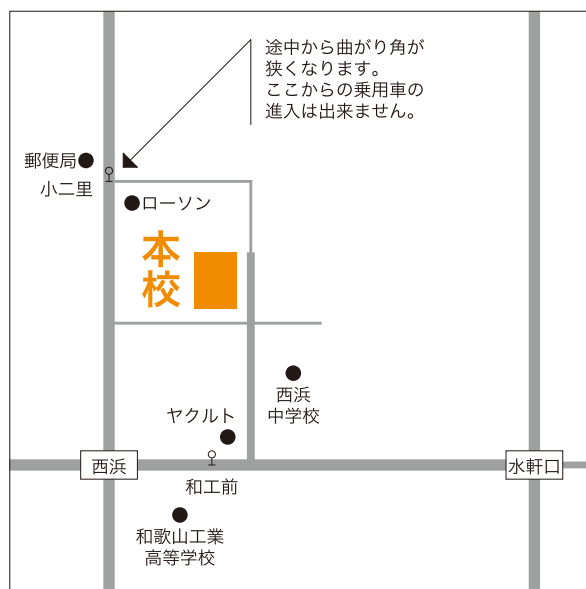 途中から曲がり角が
狭くなります。
ここからの乗用車の
進入は出来ません。
郵便局
小二里
ローソン
本校
西浜
中学校
ヤクルト
西浜
水軒口
和工前
和歌山工業
高等学校